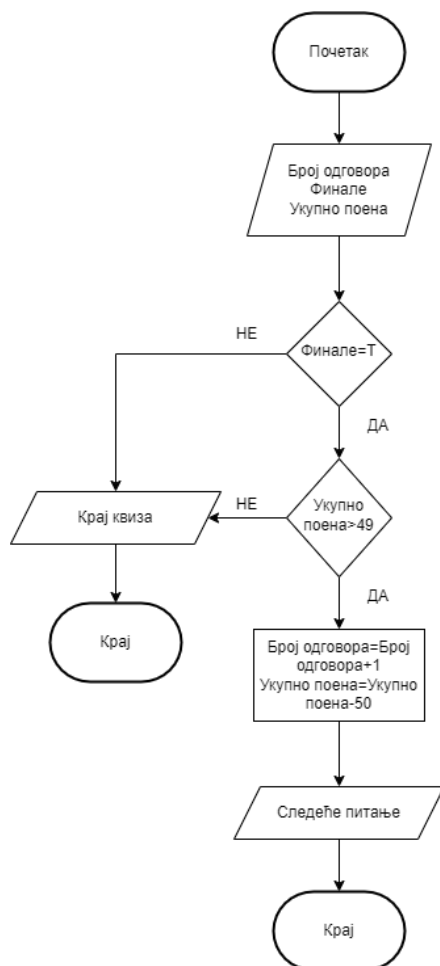 Почетак
Број одговора
Финале
Укупно поена
НЕ
Финале=Т
ДА
Крај квиза
НЕ
Укупно
поена>49
ДА
Крај
Број одговора=Број
одговора+1
Укупно поена=Укупно
поена-50
Следеће питање
Крај